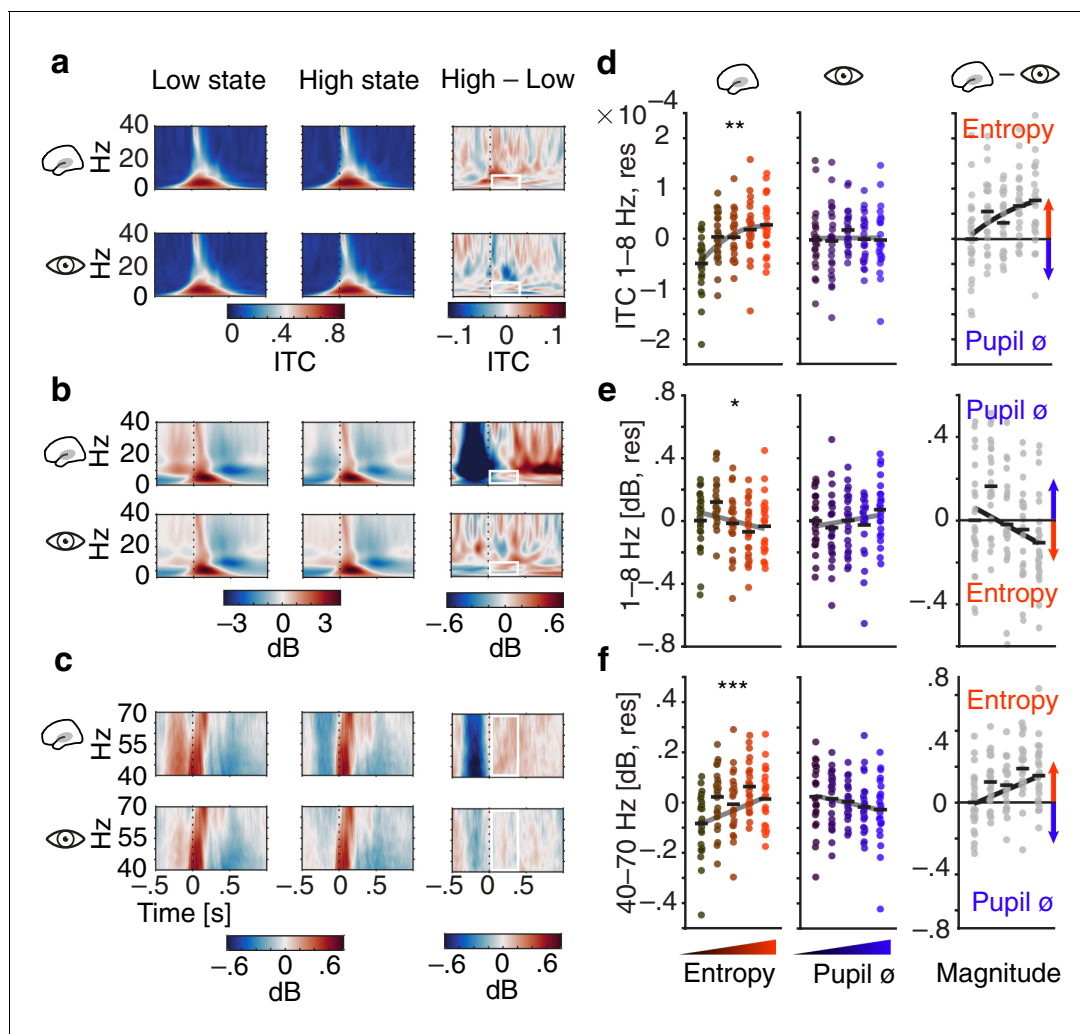 a
Low state High state High – Low
40
20
0
Hz
40
20
0
Hz
0 .4 .8
ITC
-.1 0 .1
ITC
b
40
20
0
Hz
40
20
0
Hz
–3 0 3
dB
-.6 0 .6
dB
c
70
55
40
Hz
70
55
40
Hz
-.5 0 .5 -.5 0 .5 -.5 0 .5
Time [s]
-.6 0 .6
dB
-.6 0 .6
dB
d
× 10⁻⁴
ITC 1–8 Hz, res
2
1
0
−1
−2
**
–
Entropy
Pupil ø
e
1–8 Hz [dB, res]
.8
.4
0
-.4
-.8
*
Pupil ø
.4
0
-.4
Entropy
f
40–70 Hz [dB, res]
.4
.2
0
-.2
-.4
***
.8
.4
0
-.4
-.8
Entropy
Pupil ø
Entropy Pupil ø Magnitude